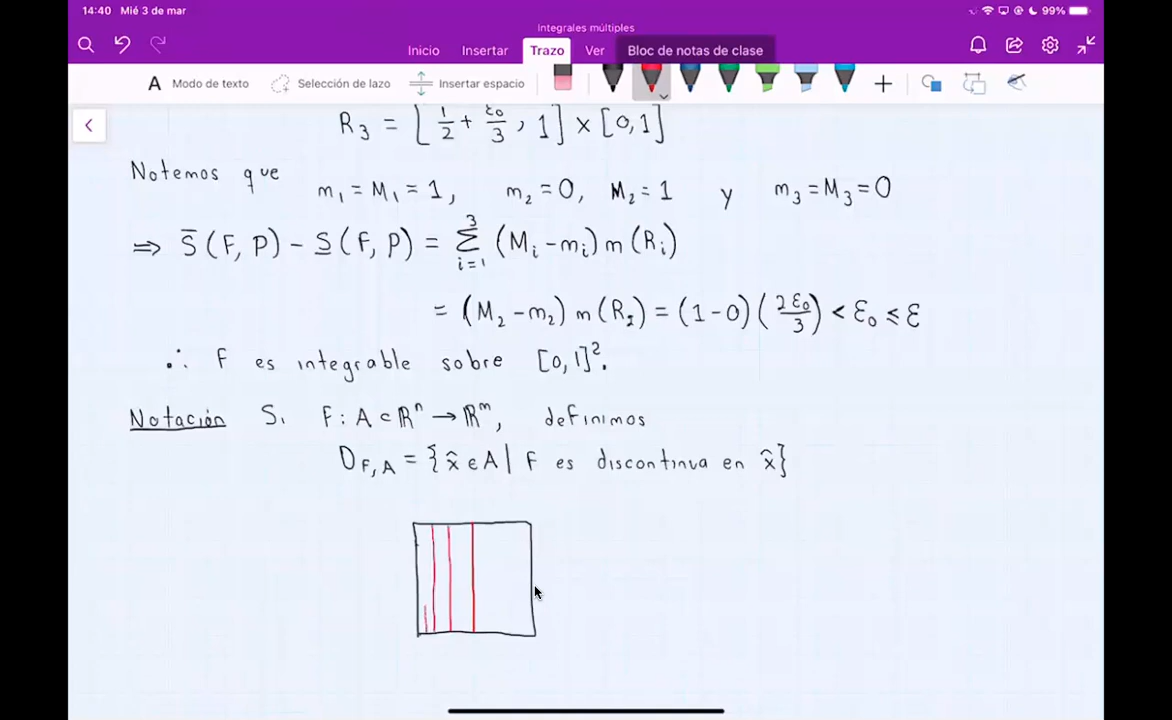 14:40 Mié 3 de mar
99%
Integrales múltiples
Inicio Insertar Trazo Ver Bloc de notas de clase
A Modo de texto Selección de lazo Insertar espacio
R₃ = [1/2 + ε₀/3, 1] × [0,1]
Notemos que m₁ = M₁ = 1, m₂ = 0, M₂ = 1 y m₃ = M₃ = 0
⇒ S̄(F, P) − S̲(F, P) = Σ_{i=1}^{3} (Mᵢ − mᵢ) m(Rᵢ)
= (M₂ − m₂) m(R₂) = (1 − 0)(2ε₀/3) < ε₀ ≤ ε
∴ F es integrable sobre [0,1]².
Notación Si F: A ⊂ ℝⁿ → ℝᵐ, definimos
D_{F,A} = {x̂ ∈ A | F es discontinua en x̂}